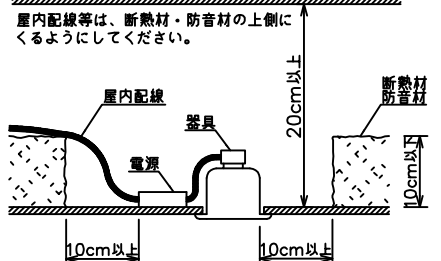 屋内配線等は、断熱材・防音材の上側に
くるようにしてください。
屋内配線
器具
電源
20cm以上
断熱材
防音材
10cm以下
10cm以上
10cm以上